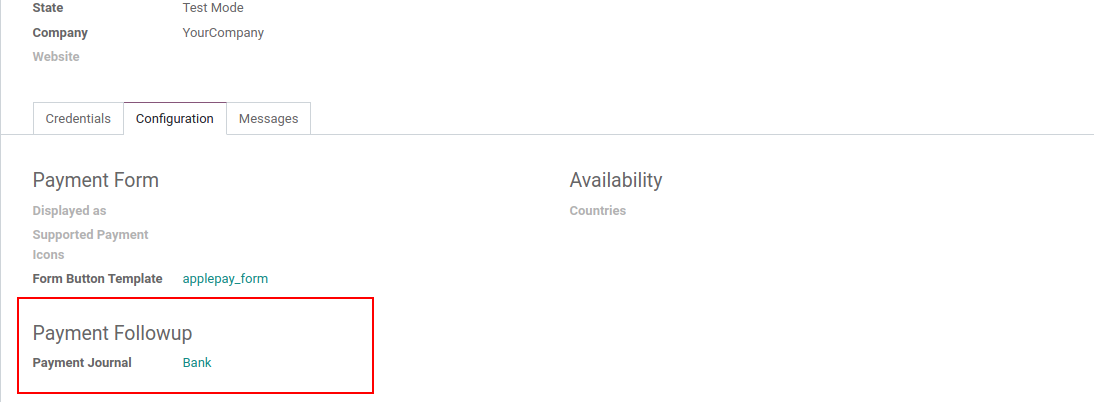 State Test Mode
Company YourCompany
Website
Credentials Configuration Messages
Payment Form
Displayed as
Supported Payment
Icons
Form Button Template applepay_form
Availability
Countries
Payment Followup
Payment Journal Bank